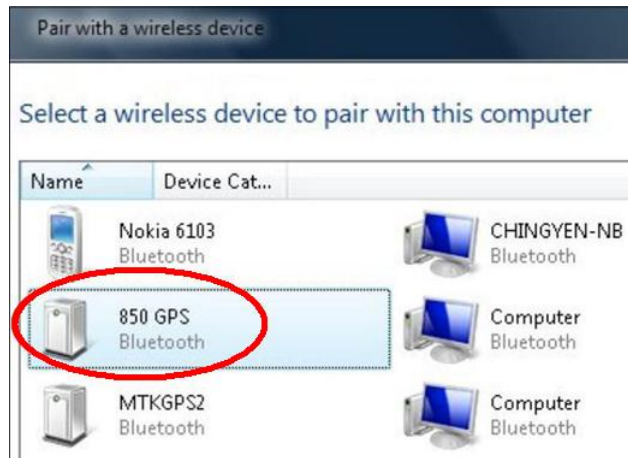 Pair with a wireless device
Select a wireless device to pair with this computer
Name Device Cat...
Nokia 6103 CHINGYEN-NB
Bluetooth Bluetooth
850 GPS Computer
Bluetooth Bluetooth
MTKGPS2 Computer
Bluetooth Bluetooth